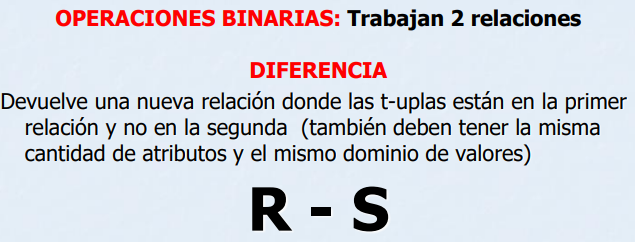 OPERACIONES BINARIAS: Trabajan 2 relaciones
DIFERENCIA
Devuelve una nueva relación donde las t-uplas están en la primer
relación y no en la segunda (también deben tener la misma
cantidad de atributos y el mismo dominio de valores)
R - S